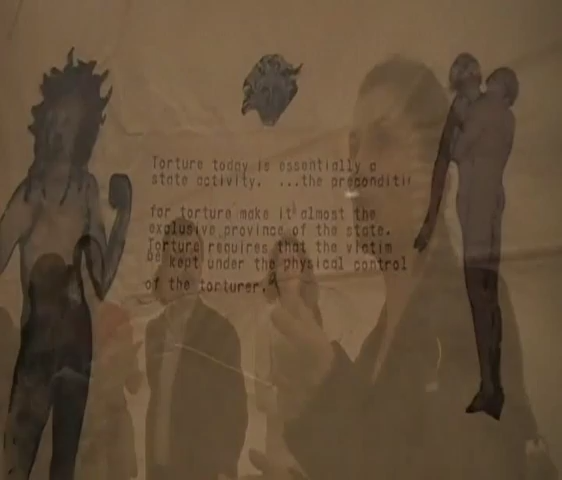 Torture today is essentially a
state activity. ...the preconditi
for torture make it almost the
exclusive province of the state.
Torture requires that the victim
be kept under the physical control
of the torturer.